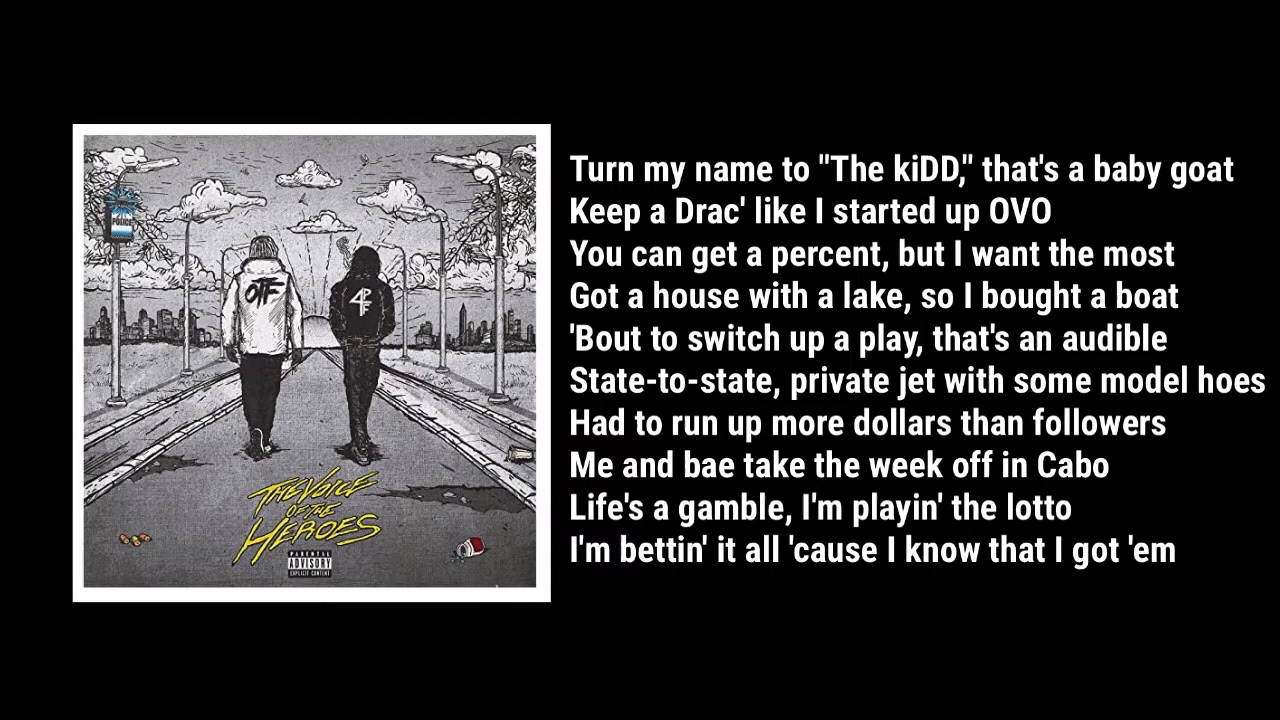 POLICE
OTF
4PF
THE VOICE
OF THE
HEROES
PARENTAL
ADVISORY
EXPLICIT CONTENT
Turn my name to "The kiDD," that's a baby goat
Keep a Drac' like I started up OVO
You can get a percent, but I want the most
Got a house with a lake, so I bought a boat
'Bout to switch up a play, that's an audible
State-to-state, private jet with some model hoes
Had to run up more dollars than followers
Me and bae take the week off in Cabo
Life's a gamble, I'm playin' the lotto
I'm bettin' it all 'cause I know that I got 'em